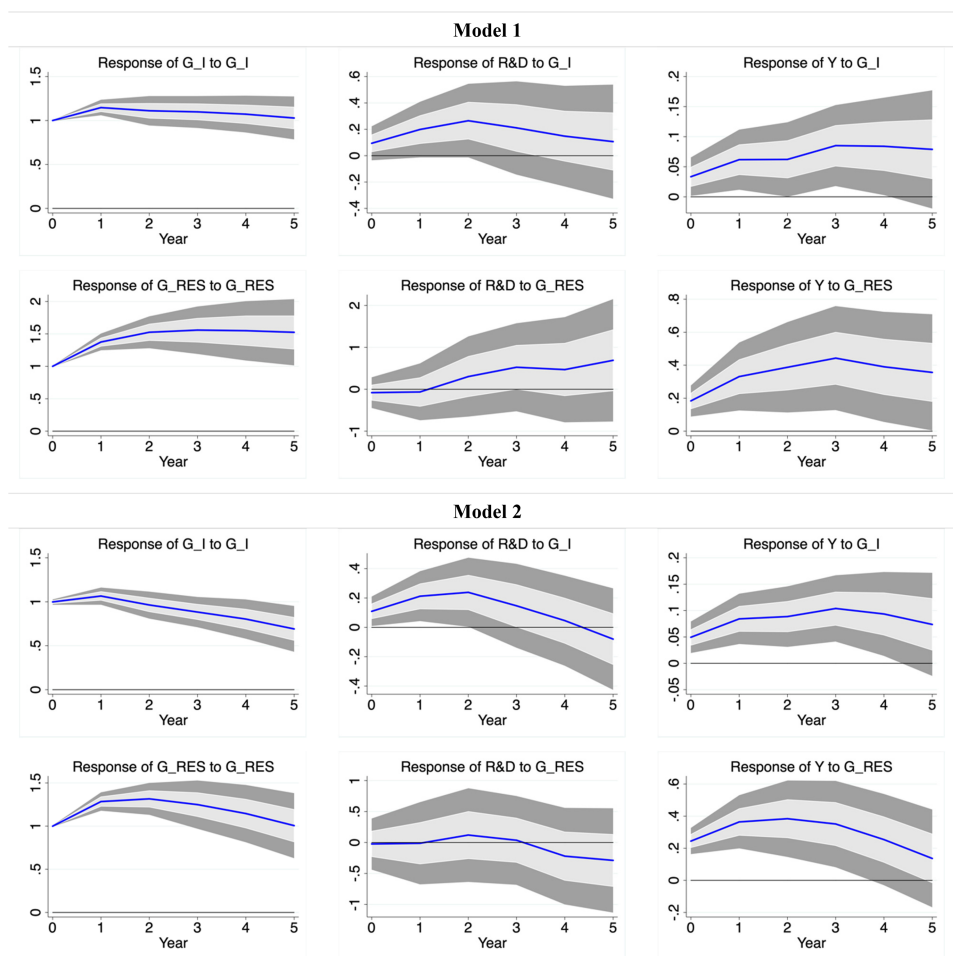 Model 1
Response of G_I to G_I
Response of R&D to G_I
Response of Y to G_I
1.5
1
.5
0
.6
.4
.2
0
-.2
-.4
.2
.15
.1
.05
0
0 1 2 3 4 5
0 1 2 3 4 5
0 1 2 3 4 5
Year
Year
Year
Response of G_RES to G_RES
Response of R&D to G_RES
Response of Y to G_RES
2
1.5
1
.5
0
2
1
0
-1
.8
.6
.4
.2
0
0 1 2 3 4 5
0 1 2 3 4 5
0 1 2 3 4 5
Year
Year
Year
Model 2
Response of G_I to G_I
Response of R&D to G_I
Response of Y to G_I
1.5
1
.5
0
.4
.2
0
-.2
-.4
.2
.15
.1
.05
0
-.05
0 1 2 3 4 5
0 1 2 3 4 5
0 1 2 3 4 5
Year
Year
Year
Response of G_RES to G_RES
Response of R&D to G_RES
Response of Y to G_RES
1.5
1
.5
0
1
.5
0
-.5
-1
.6
.4
.2
0
-.2
0 1 2 3 4 5
0 1 2 3 4 5
0 1 2 3 4 5
Year
Year
Year